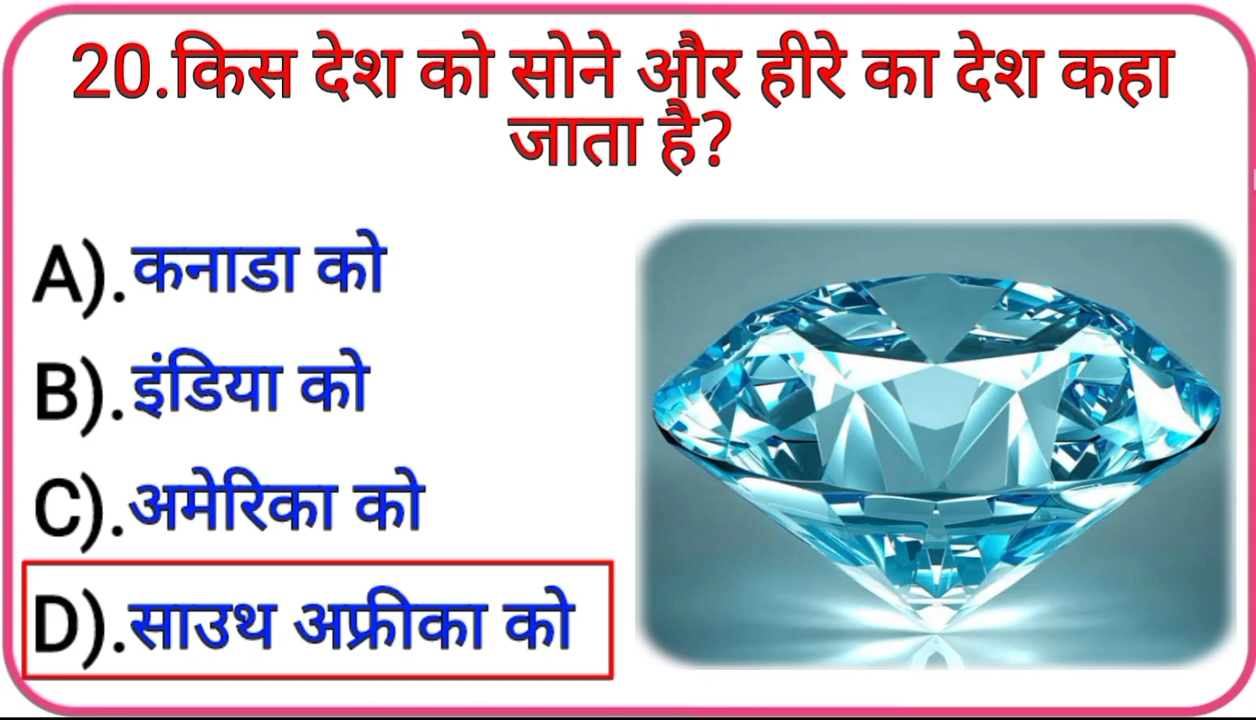 20.किस देश को सोने और हीरे का देश कहा
जाता है?
A).कनाडा को
B).इंडिया को
C).अमेरिका को
D).साउथ अफ्रीका को